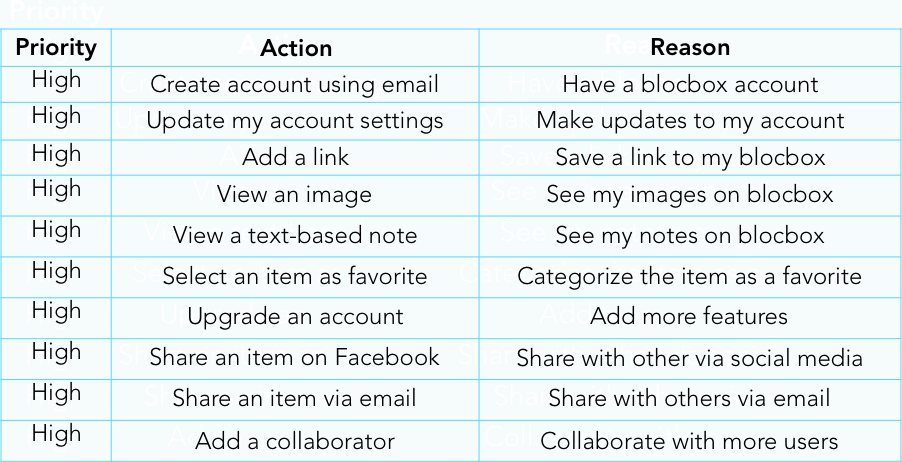 Priority
Priority Action Reason
High Create account using email Have a blocbox account
High Update my account settings Make updates to my account
High Add a link Save a link to my blocbox
High View an image See my images on blocbox
High View a text-based note See my notes on blocbox
High Select an item as favorite Categorize the item as a favorite
High Upgrade an account Add more features
High Share an item on Facebook Share with other via social media
High Share an item via email Share with others via email
High Add a collaborator Collaborate with more users